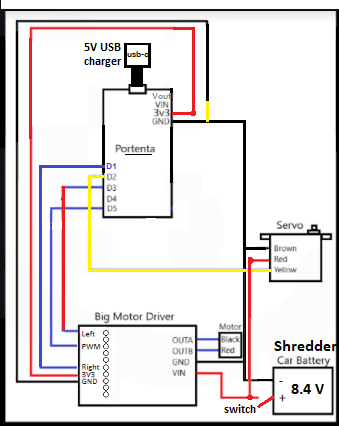 5V USB
charger
usb-c
Vout
VIN
3v3
GND
Portenta
D1
D2
D3
D4
D5
Servo
Brown
Red
Yellow
Big Motor Driver
Left
PWM
Right
3V3
GND
OUTA
OUTB
GND
VIN
Motor
Black
Red
Shredder
Car Battery
-
8.4 V
+
switch